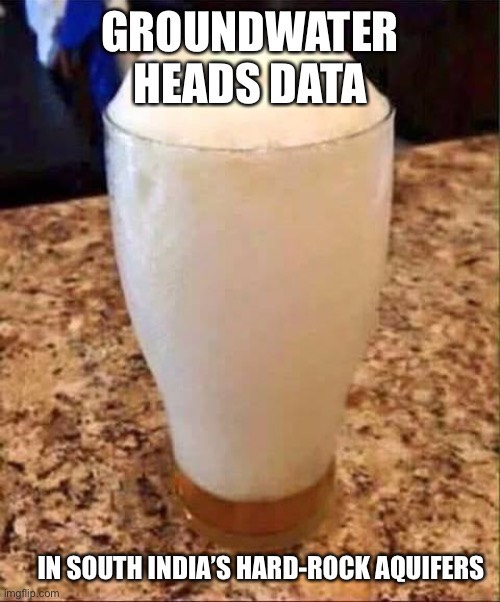 GROUNDWATER
HEADS DATA
IN SOUTH INDIA'S HARD-ROCK AQUIFERS
imgflip.com